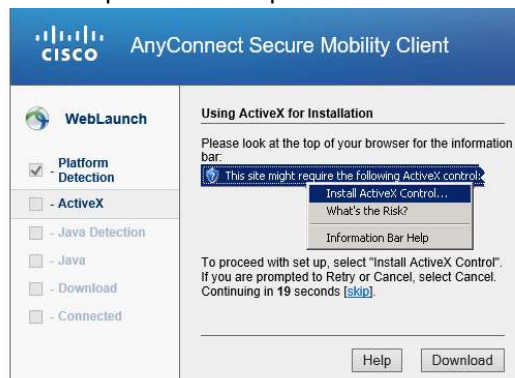 CISCO
AnyConnect Secure Mobility Client
WebLaunch
- Platform
Detection
- ActiveX
- Java Detection
- Java
- Download
- Connected
Using ActiveX for Installation
Please look at the top of your browser for the information
bar:
This site might require the following ActiveX control:
Install ActiveX Control...
What's the Risk?
Information Bar Help
To proceed with set up, select "Install ActiveX Control".
If you are prompted to Retry or Cancel, select Cancel.
Continuing in 19 seconds [skip].
Help
Download